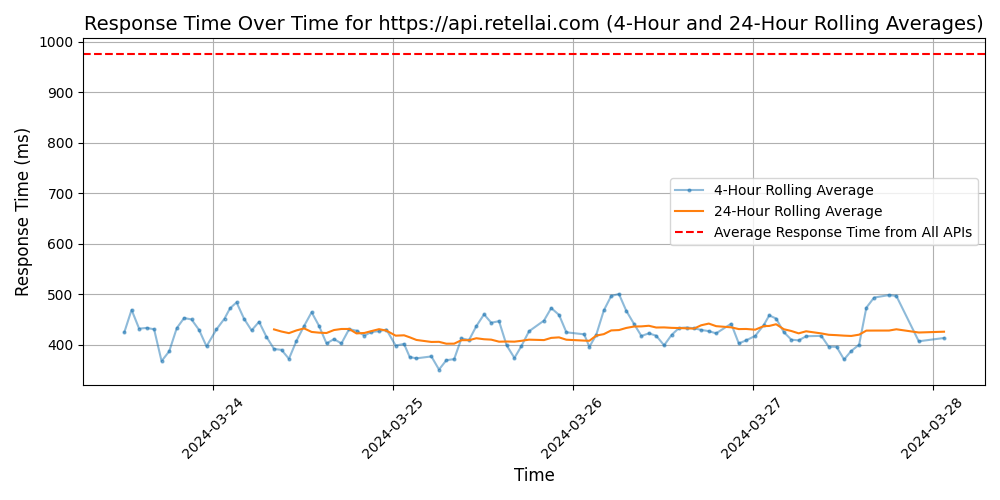 Response Time Over Time for https://api.retellai.com (4-Hour and 24-Hour Rolling Averages)
Response Time (ms)
1000
900
800
700
600
500
400
4-Hour Rolling Average
24-Hour Rolling Average
Average Response Time from All APIs
2024-03-24
2024-03-25
2024-03-26
2024-03-27
2024-03-28
Time